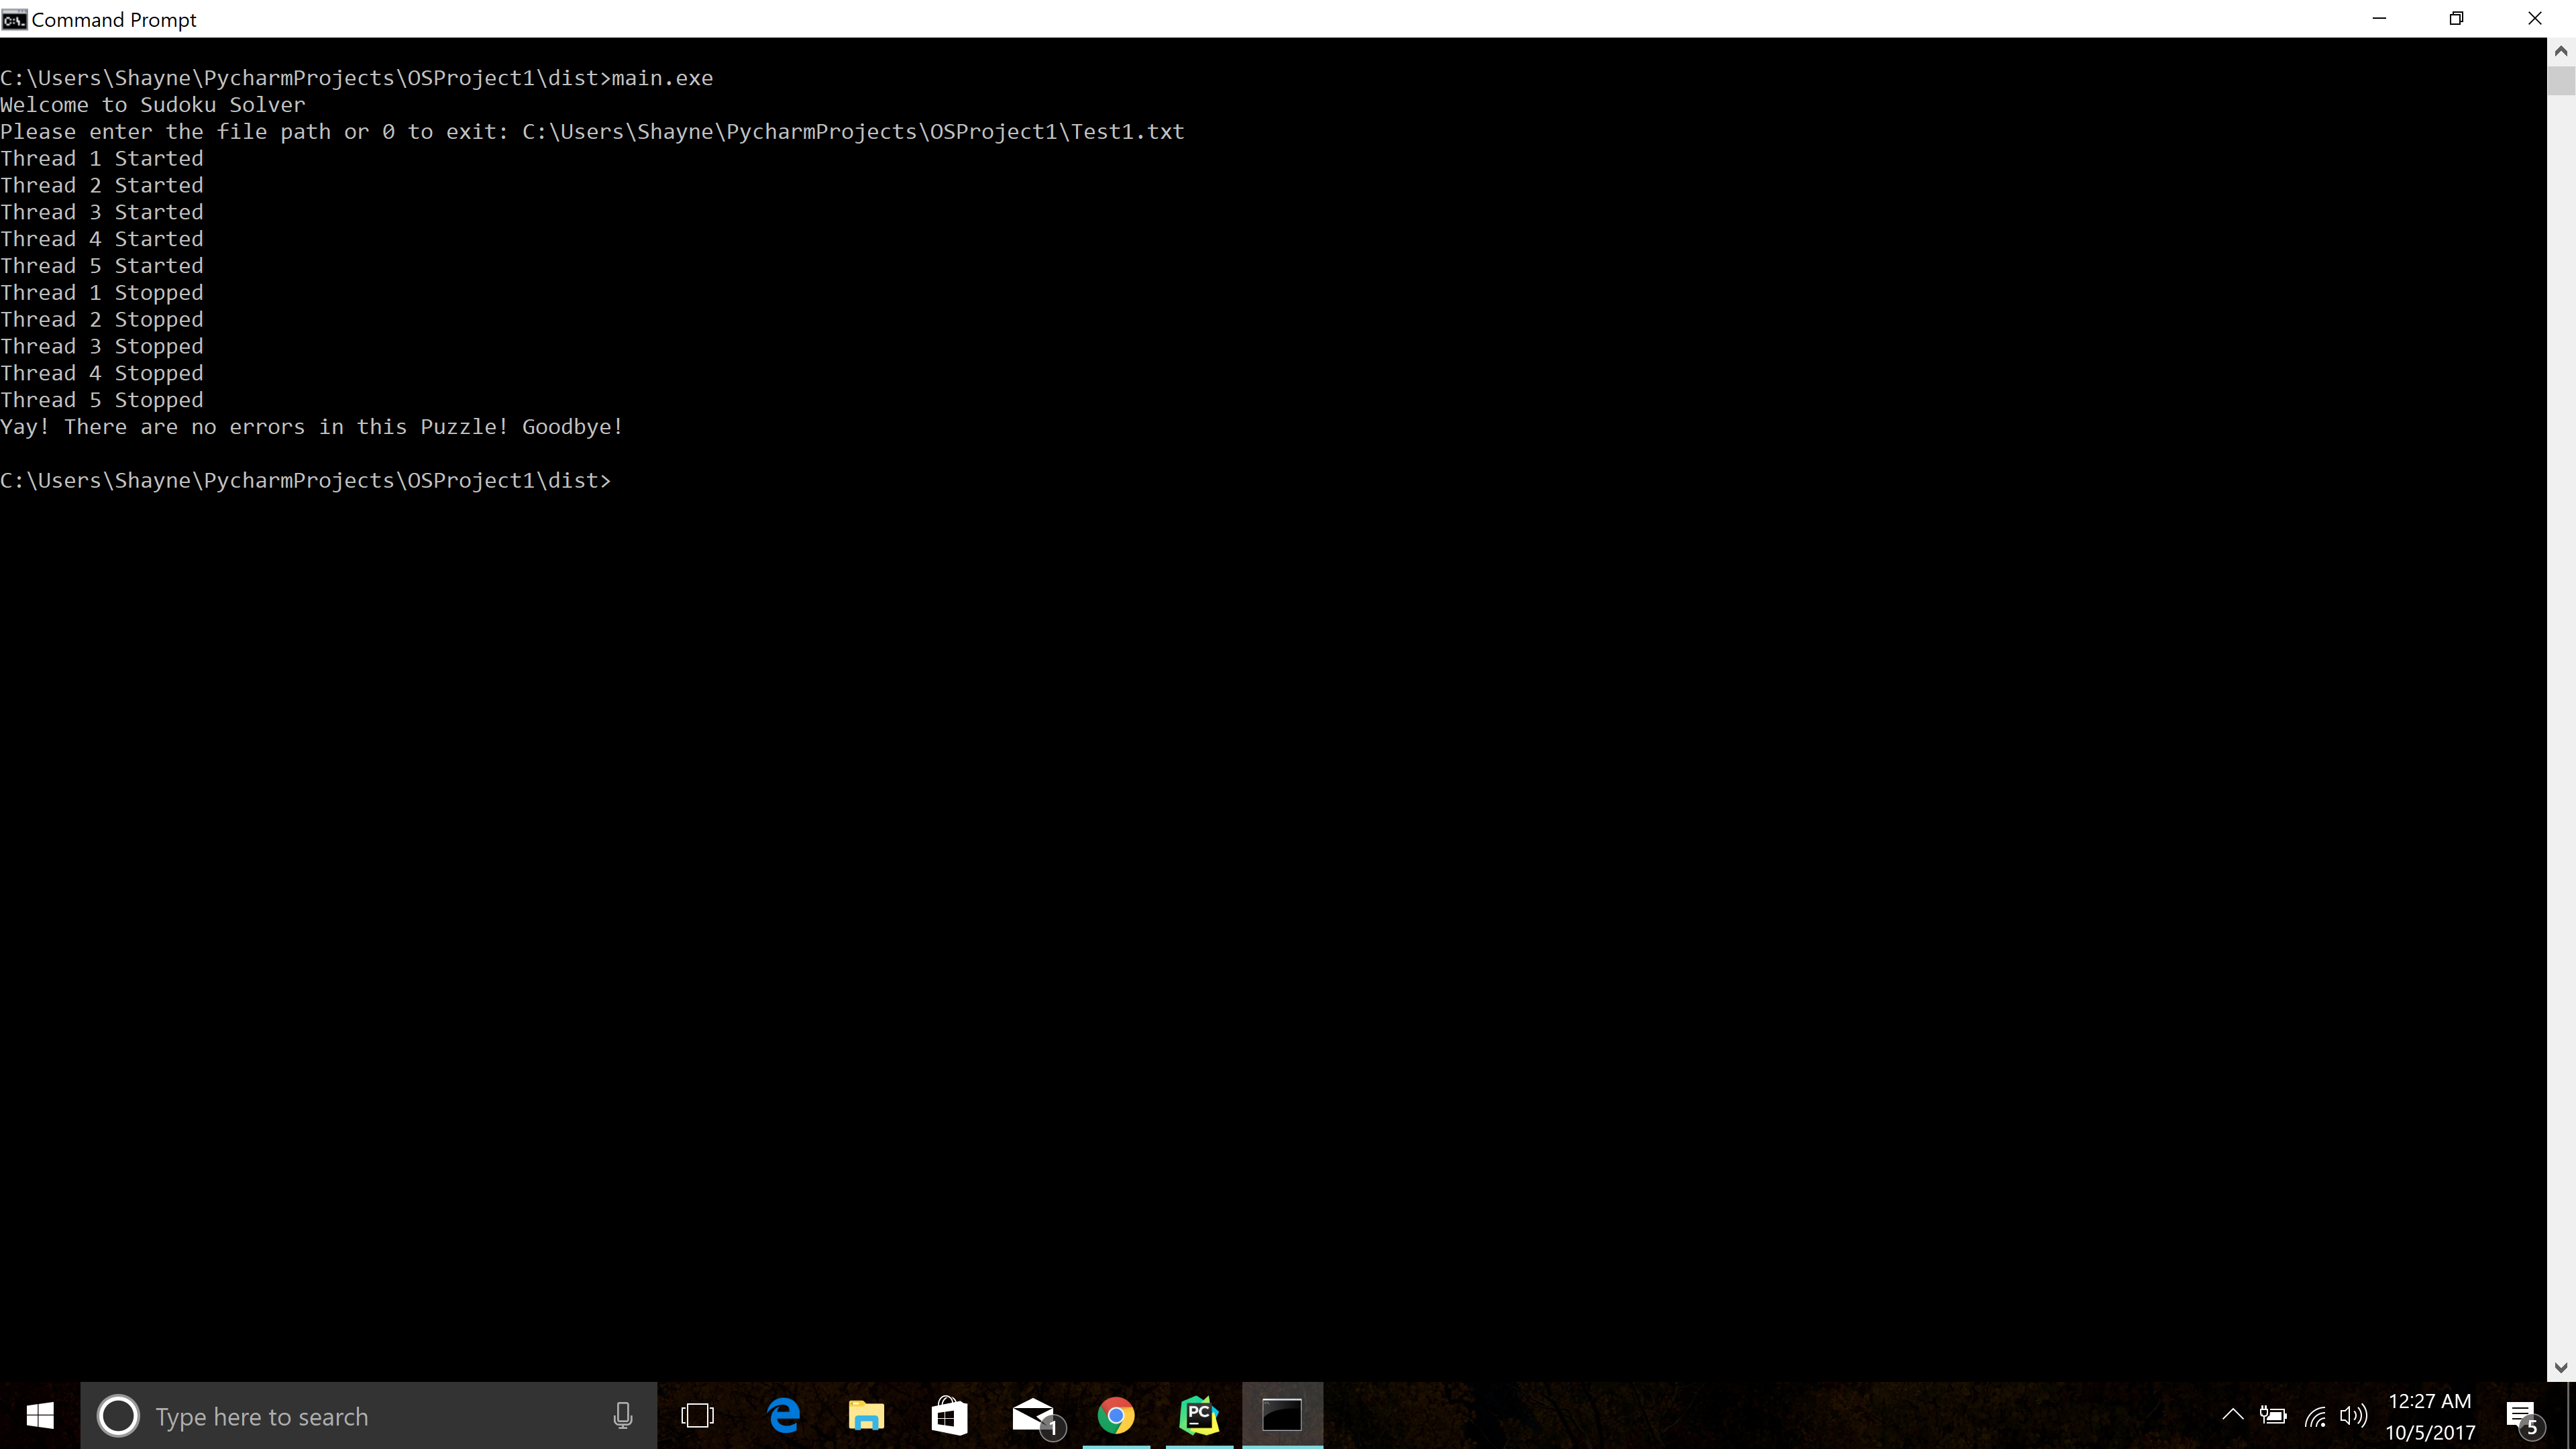 Command Prompt
C:\Users\Shayne\PycharmProjects\OSProject1\dist>main.exe
Welcome to Sudoku Solver
Please enter the file path or 0 to exit: C:\Users\Shayne\PycharmProjects\OSProject1\Test1.txt
Thread 1 Started
Thread 2 Started
Thread 3 Started
Thread 4 Started
Thread 5 Started
Thread 1 Stopped
Thread 2 Stopped
Thread 3 Stopped
Thread 4 Stopped
Thread 5 Stopped
Yay! There are no errors in this Puzzle! Goodbye!
C:\Users\Shayne\PycharmProjects\OSProject1\dist>
Type here to search
1
PC
12:27 AM
10/5/2017
5